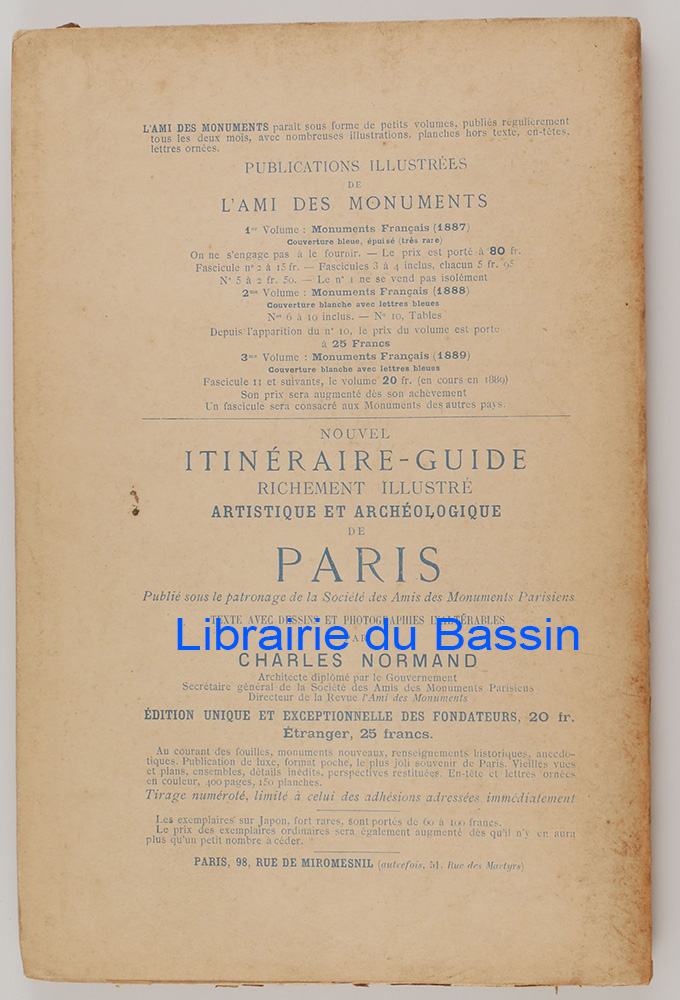 L'AMI DES MONUMENTS paraît sous forme de petits volumes, publiés régulièrement
tous les deux mois, avec nombreuses illustrations, planches hors texte, en-têtes,
lettres ornées.
PUBLICATIONS ILLUSTRÉES
DE
L'AMI DES MONUMENTS
1er Volume : Monuments Français (1887)
Couverture bleue, épuisé (très rare)
On ne s'engage pas à le fournir. — Le prix est porté à 80 fr.
Fascicule n° 2 à 15 fr. — Fascicules 3 à 4 inclus, chacun 5 fr. 95
N° 5 à 2 fr. 50. — Le n° 1 ne se vend pas isolément
2me Volume : Monuments Français (1888)
Couverture blanche avec lettres bleues
Nos 6 à 10 inclus. — N° 10, Tables
Depuis l'apparition du n° 10, le prix du volume est porté
à 25 Francs
3me Volume : Monuments Français (1889)
Couverture blanche avec lettres bleues
Fascicule 11 et suivants, le volume 20 fr. (en cours en 1889)
Son prix sera augmenté dès son achèvement
Un fascicule sera consacré aux Monuments des autres pays.
NOUVEL
ITINÉRAIRE-GUIDE
RICHEMENT ILLUSTRÉ
ARTISTIQUE ET ARCHÉOLOGIQUE
DE
PARIS
Publié sous le patronage de la Société des Amis des Monuments Parisiens
TEXTE AVEC DESSINS ET PHOTOGRAPHIES INALTÉRABLES
Librairie du Bassin
PAR
CHARLES NORMAND
Architecte diplômé par le Gouvernement
Secrétaire général de la Société des Amis des Monuments Parisiens
Directeur de la Revue l'Ami des Monuments
ÉDITION UNIQUE ET EXCEPTIONNELLE DES FONDATEURS, 20 fr.
Étranger, 25 francs.
Au courant des fouilles, monuments nouveaux, renseignements historiques, anecdo-
tiques. Publication de luxe, format poche, le plus joli souvenir de Paris. Vieilles vues
et plans, ensembles, détails inédits, perspectives restituées. En-tête et lettres ornées
en couleur, 400 pages, 150 planches.
Tirage numéroté, limité à celui des adhésions adressées immédiatement
Les exemplaires sur Japon, fort rares, sont portés de 60 à 100 francs.
Le prix des exemplaires ordinaires sera également augmenté dès qu'il n'y en aura
plus qu'un petit nombre à céder.
PARIS, 98, RUE DE MIROMESNIL (autrefois, 51, Rue des Martyrs)